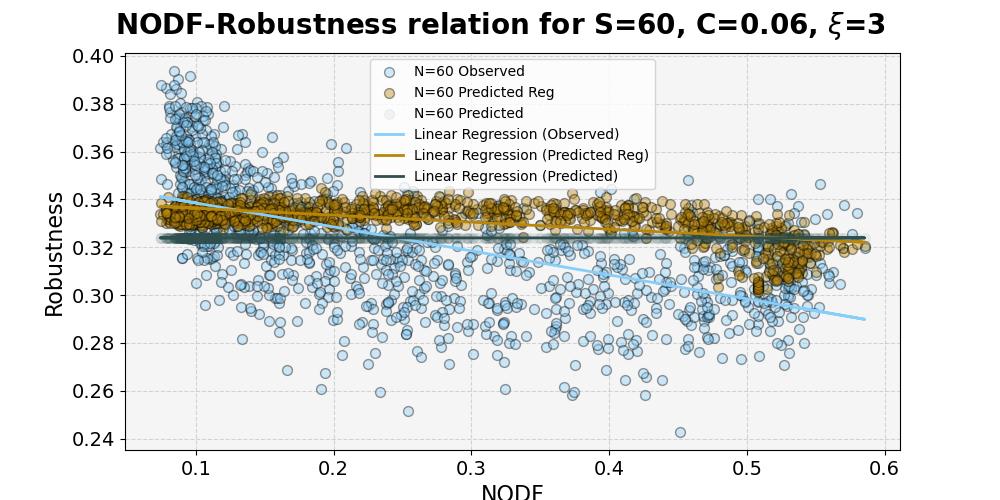 NODF-Robustness relation for S=60, C=0.06, ξ=3
0.40
0.38
0.36
0.34
0.32
0.30
0.28
0.26
0.24
Robustness
N=60 Observed
N=60 Predicted Reg
N=60 Predicted
Linear Regression (Observed)
Linear Regression (Predicted Reg)
Linear Regression (Predicted)
0.1 0.2 0.3 0.4 0.5 0.6
NODF